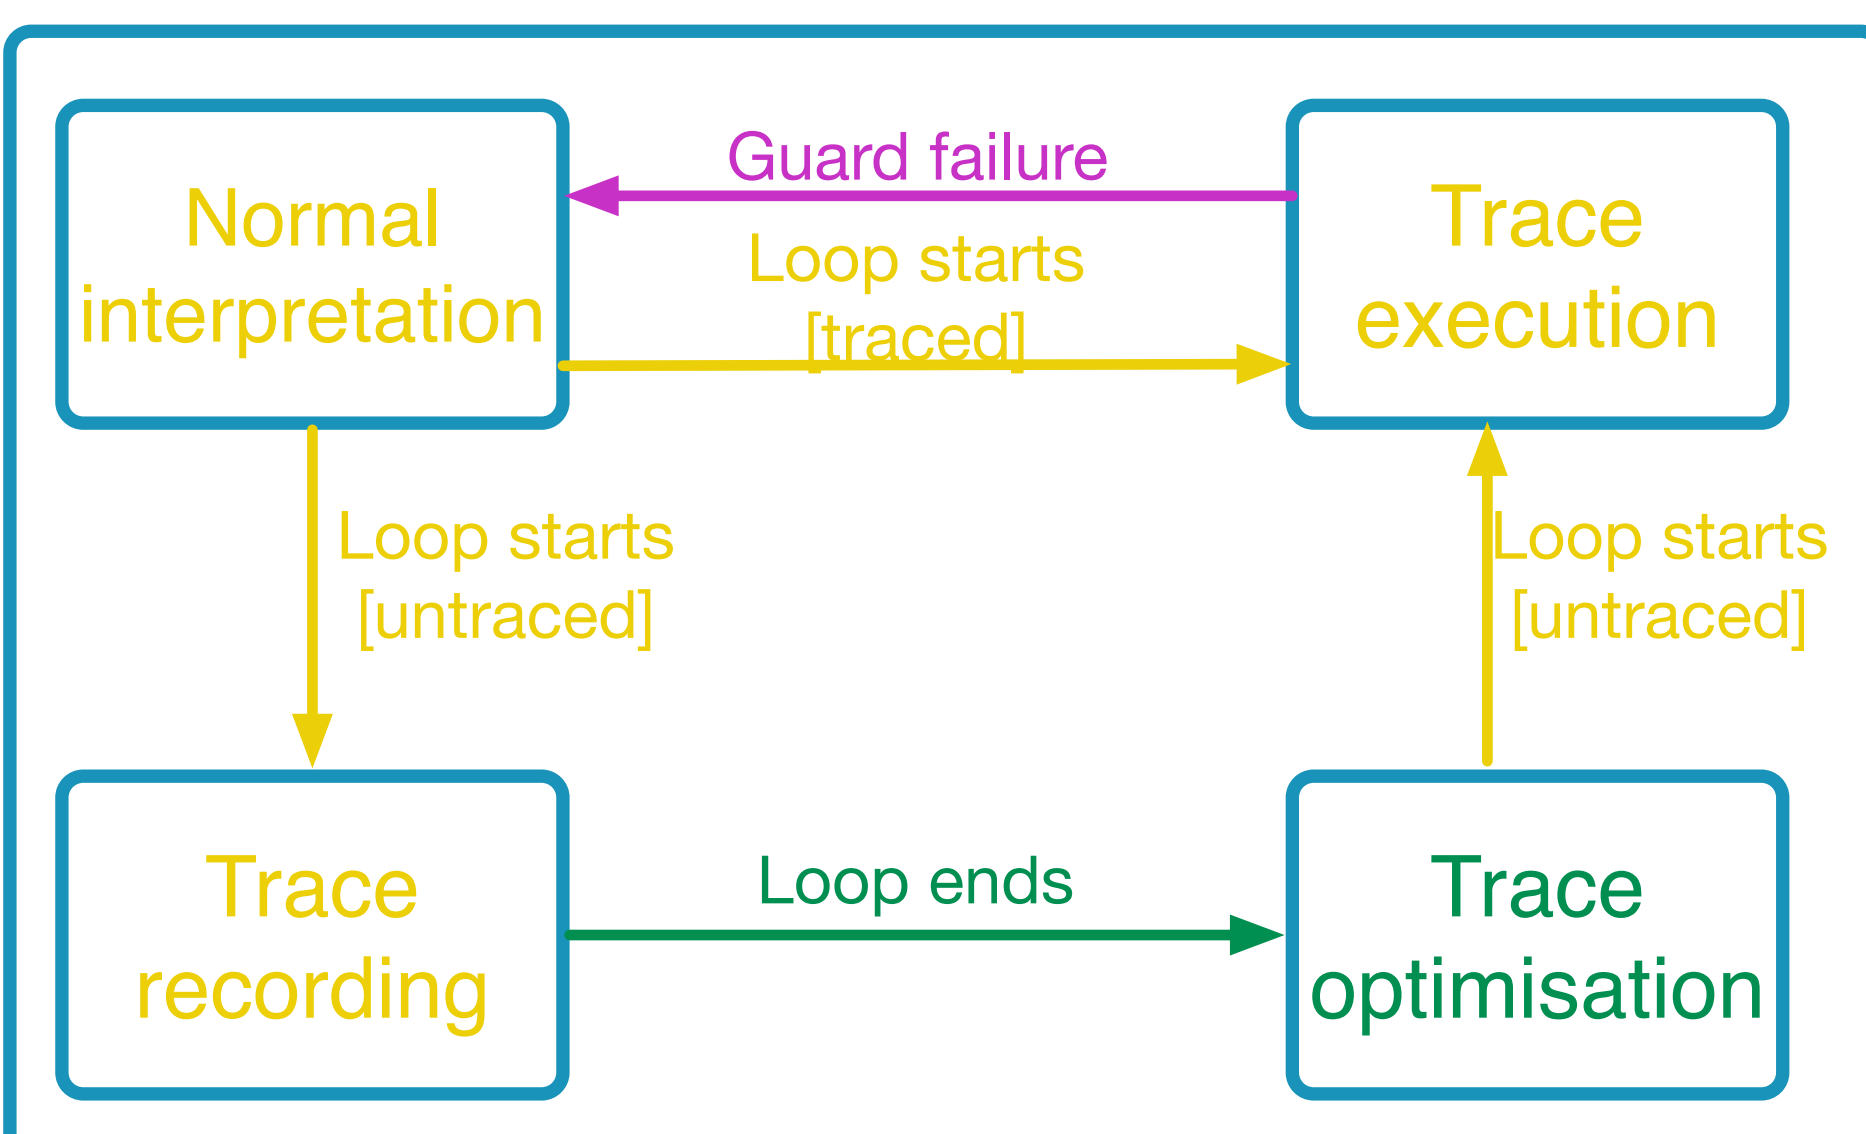 Normal
interpretation
Guard failure
Loop starts
[traced]
Trace
execution
Loop starts
[untraced]
Loop starts
[untraced]
Trace
recording
Loop ends
Trace
optimisation